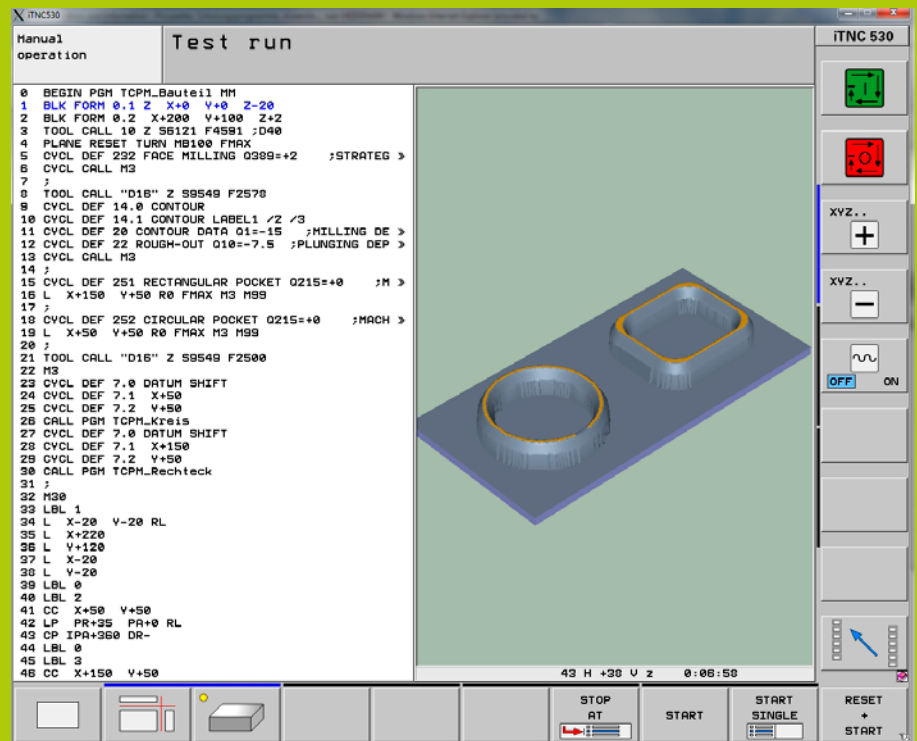 iTNC530
Manual
operation
Test run
iTNC 530
0 BEGIN PGM TCPM_Bauteil MM
1 BLK FORM 0.1 Z X+0 Y+0 Z-20
2 BLK FORM 0.2 X+200 Y+100 Z+2
3 TOOL CALL 10 Z S6121 F4591 ;D40
4 PLANE RESET TURN MB100 FMAX
5 CYCL DEF 232 FACE MILLING Q389=+2 ;STRATEG »
6 CYCL CALL M3
7 ;
8 TOOL CALL "D16" Z S9549 F2578
9 CYCL DEF 14.0 CONTOUR
10 CYCL DEF 14.1 CONTOUR LABEL1 /2 /3
11 CYCL DEF 20 CONTOUR DATA Q1=-15 ;MILLING DE »
12 CYCL DEF 22 ROUGH-OUT Q10=-7.5 ;PLUNGING DEP »
13 CYCL CALL M3
14 ;
15 CYCL DEF 251 RECTANGULAR POCKET Q215=+0 ;M »
16 L X+150 Y+50 R0 FMAX M3 M99
17 ;
18 CYCL DEF 252 CIRCULAR POCKET Q215=+0 ;MACH »
19 L X+50 Y+50 R0 FMAX M3 M99
20 ;
21 TOOL CALL "D16" Z S9549 F2500
22 M3
23 CYCL DEF 7.0 DATUM SHIFT
24 CYCL DEF 7.1 X+50
25 CYCL DEF 7.2 Y+50
26 CALL PGM TCPM_Kreis
27 CYCL DEF 7.0 DATUM SHIFT
28 CYCL DEF 7.1 X+150
29 CYCL DEF 7.2 Y+50
30 CALL PGM TCPM_Rechteck
31 ;
32 M30
33 LBL 1
34 L X-20 Y-20 RL
35 L X+220
36 L Y+120
37 L X-20
38 L Y-20
39 LBL 0
40 LBL 2
41 CC X+50 Y+50
42 LP PR+35 PA+0 RL
43 CP IPA+360 DR-
44 LBL 0
45 LBL 3
46 CC X+150 Y+50
43 H +38 V z 0:06:58
XYZ..
+
XYZ..
−
OFF ON
STOP
AT
START
START
SINGLE
RESET
+
START